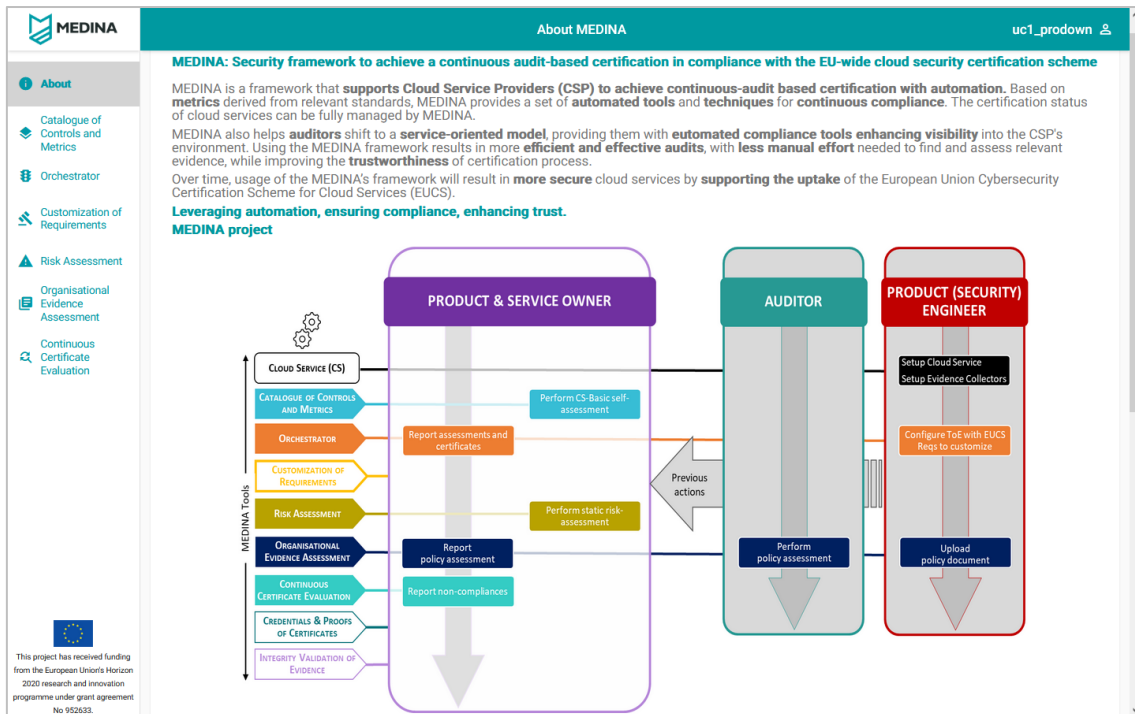 MEDINA
About MEDINA
uc1_prodown
About
Catalogue of
Controls and
Metrics
Orchestrator
Customization of
Requirements
Risk Assessment
Organisational
Evidence
Assessment
Continuous
Certificate
Evaluation
This project has received funding
from the European Union's Horizon
2020 research and innovation
programme under grant agreement
No 952633.
MEDINA: Security framework to achieve a continuous audit-based certification in compliance with the EU-wide cloud security certification scheme
MEDINA is a framework that supports Cloud Service Providers (CSP) to achieve continuous-audit based certification with automation. Based on
metrics derived from relevant standards, MEDINA provides a set of automated tools and techniques for continuous compliance. The certification status
of cloud services can be fully managed by MEDINA.
MEDINA also helps auditors shift to a service-oriented model, providing them with eutomated compliance tools enhancing visibility into the CSP's
environment. Using the MEDINA framework results in more efficient and effective audits, with less manual effort needed to find and assess relevant
evidence, while improving the trustworthiness of certification process.
Over time, usage of the MEDINA's framework will result in more secure cloud services by supporting the uptake of the European Union Cybersecurity
Certification Scheme for Cloud Services (EUCS).
Leveraging automation, ensuring compliance, enhancing trust.
MEDINA project
PRODUCT & SERVICE OWNER
AUDITOR
PRODUCT (SECURITY)
ENGINEER
MEDINA Tools
CLOUD SERVICE (CS)
Setup Cloud Service
Setup Evidence Collectors
CATALOGUE OF CONTROLS
AND METRICS
Perform CS-Basic self-
assessment
ORCHESTRATOR
Report assessments and
certificates
Configure ToE with EUCS
Reqs to customize
CUSTOMIZATION OF
REQUIREMENTS
Previous
actions
RISK ASSESSMENT
Perform static risk-
assessment
ORGANISATIONAL
EVIDENCE ASSESSMENT
Report
policy assessment
Perform
policy assessment
Upload
policy document
CONTINUOUS
CERTIFICATE EVALUATION
Report non-compliances
CREDENTIALS & PROOFS
OF CERTIFICATES
INTEGRITY VALIDATION OF
EVIDENCE